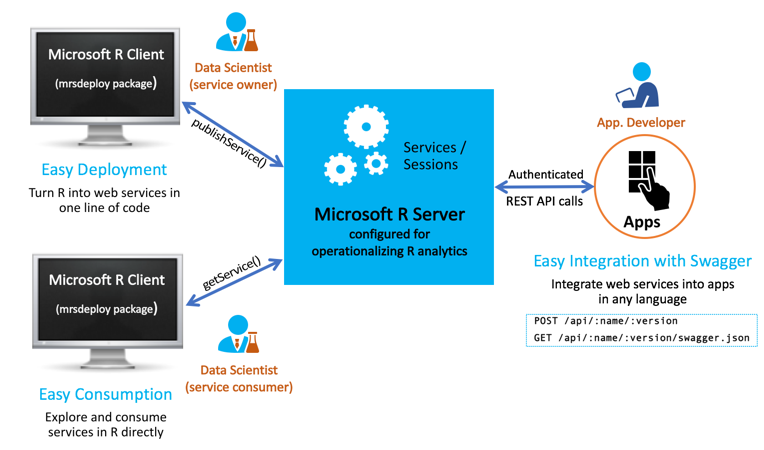 Microsoft R Client
(mrsdeploy package)
Data Scientist
(service owner)
publishService()
Easy Deployment
Turn R into web services in
one line of code
Services /
Sessions
Microsoft R Server
configured for
operationalizing R analytics
Authenticated
REST API calls
App. Developer
Apps
Easy Integration with Swagger
Integrate web services into apps
in any language
POST /api/:name/:version
GET /api/:name/:version/swagger.json
Microsoft R Client
(mrsdeploy package)
getService()
Data Scientist
(service consumer)
Easy Consumption
Explore and consume
services in R directly